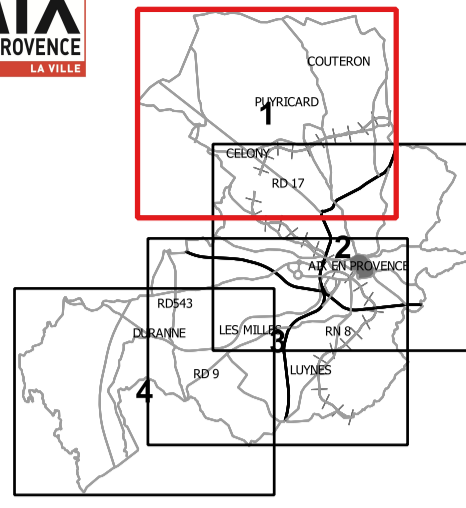 AIX
PROVENCE
LA VILLE
COUTERON
PUYRICARD
1
CELONY
RD 17
2
AIX EN PROVENCE
RD543
DURANNE
LES MILLES
3
RN 8
RD 9
LUYNES
4